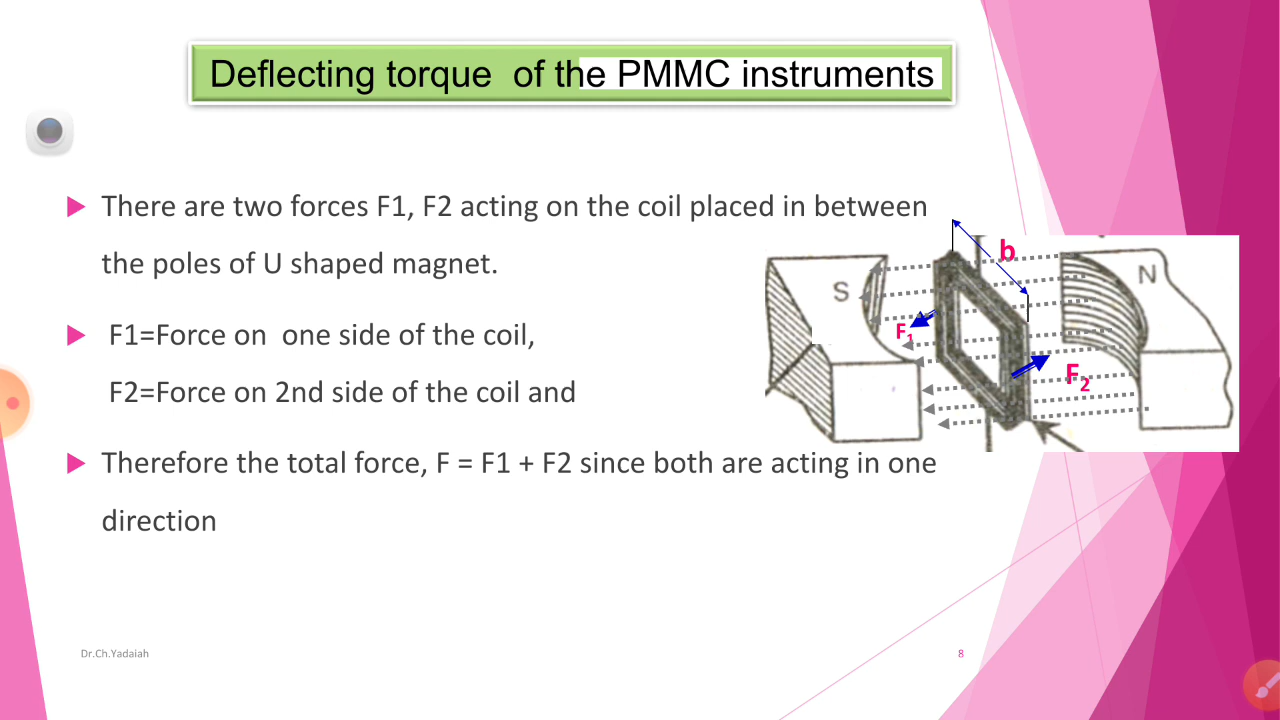 Deflecting torque  of the PMMC instruments
There are two forces F1, F2 acting on the coil placed in between
the poles of U shaped magnet.
b
N
S
F₁
F1=Force on  one side of the coil,
F₂
F2=Force on 2nd side of the coil and
Therefore the total force, F = F1 + F2 since both are acting in one
direction
Dr.Ch.Yadaiah
8